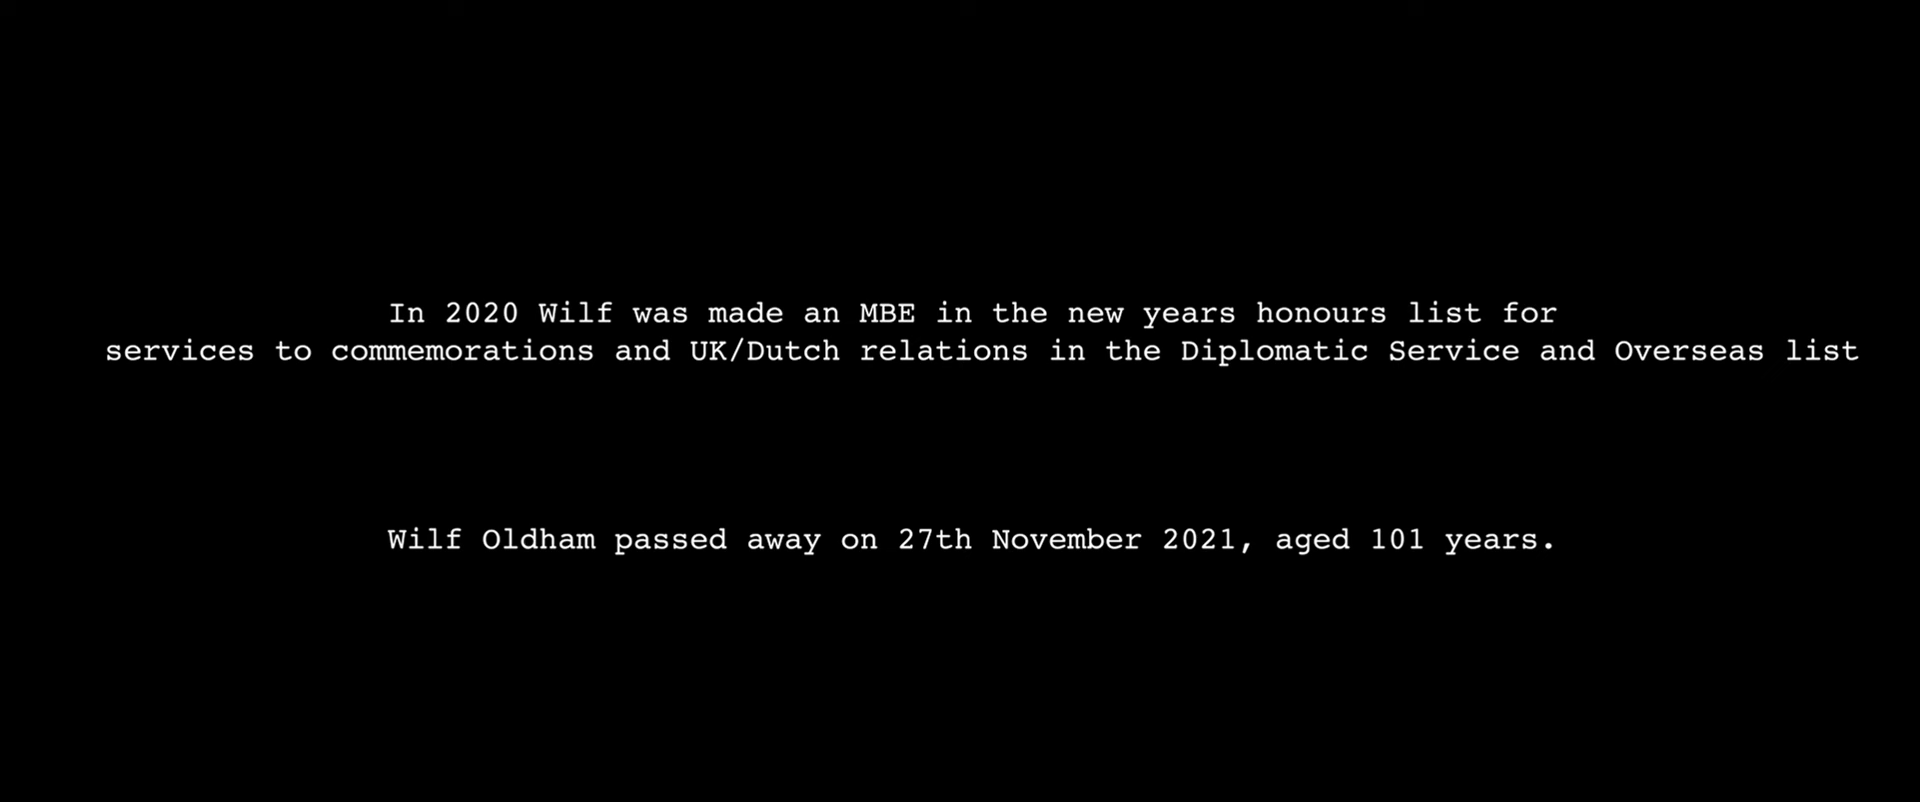 In 2020 Wilf was made an MBE in the new years honours list for
services to commemorations and UK/Dutch relations in the Diplomatic Service and Overseas list
Wilf Oldham passed away on 27th November 2021, aged 101 years.